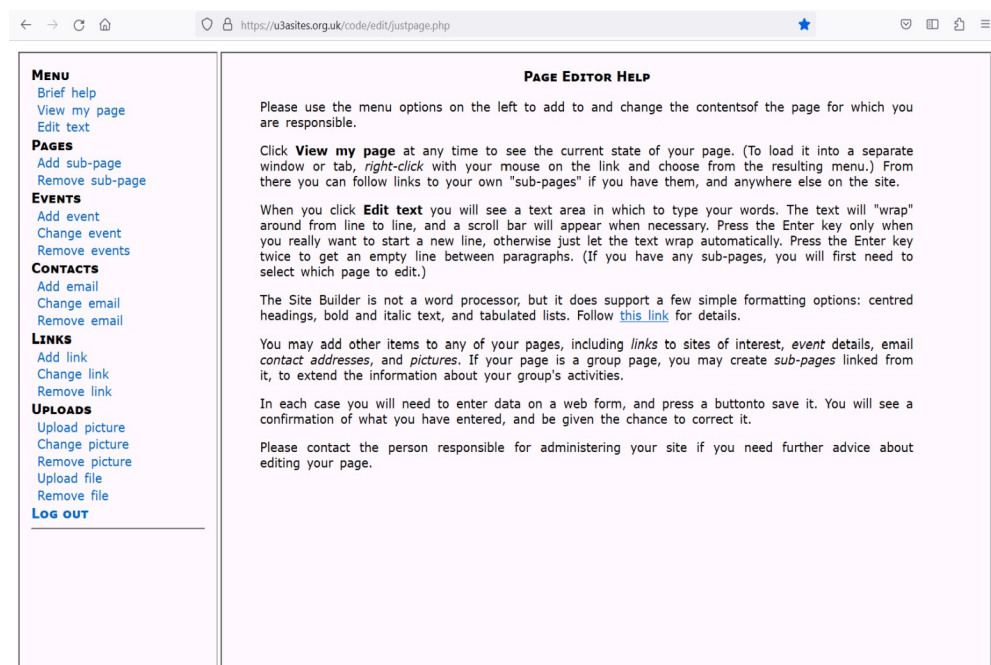 https://u3asites.org.uk/code/edit/justpage.php
MENU
Brief help
View my page
Edit text
PAGES
Add sub-page
Remove sub-page
EVENTS
Add event
Change event
Remove events
CONTACTS
Add email
Change email
Remove email
LINKS
Add link
Change link
Remove link
UPLOADS
Upload picture
Change picture
Remove picture
Upload file
Remove file
LOG OUT
PAGE EDITOR HELP
Please use the menu options on the left to add to and change the contentsof the page for which you
are responsible.
Click View my page at any time to see the current state of your page. (To load it into a separate
window or tab, right-click with your mouse on the link and choose from the resulting menu.) From
there you can follow links to your own "sub-pages" if you have them, and anywhere else on the site.
When you click Edit text you will see a text area in which to type your words. The text will "wrap"
around from line to line, and a scroll bar will appear when necessary. Press the Enter key only when
you really want to start a new line, otherwise just let the text wrap automatically. Press the Enter key
twice to get an empty line between paragraphs. (If you have any sub-pages, you will first need to
select which page to edit.)
The Site Builder is not a word processor, but it does support a few simple formatting options: centred
headings, bold and italic text, and tabulated lists. Follow this link for details.
You may add other items to any of your pages, including links to sites of interest, event details, email
contact addresses, and pictures. If your page is a group page, you may create sub-pages linked from
it, to extend the information about your group's activities.
In each case you will need to enter data on a web form, and press a buttonto save it. You will see a
confirmation of what you have entered, and be given the chance to correct it.
Please contact the person responsible for administering your site if you need further advice about
editing your page.